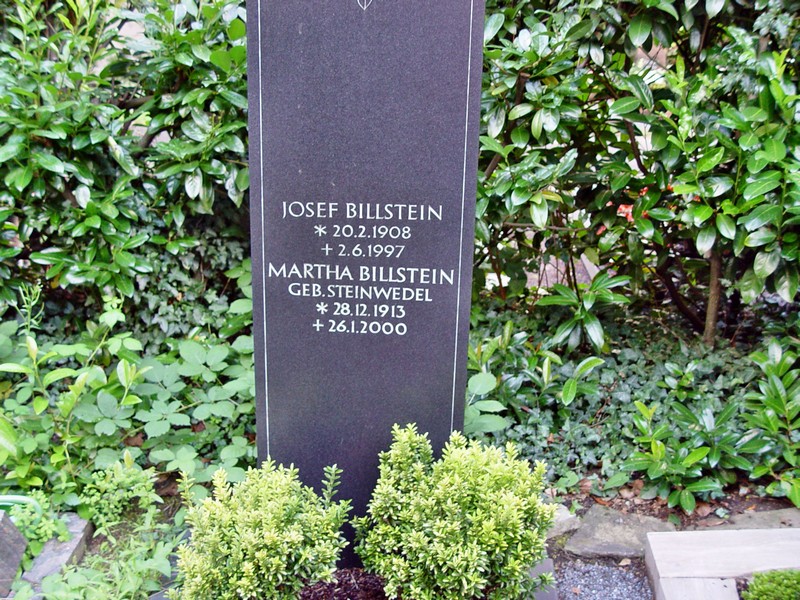 JOSEF BILLSTEIN
* 20.2.1908
+ 2.6.1997
MARTHA BILLSTEIN
GEB. STEINWEDEL
* 28.12.1913
+ 26.1.2000